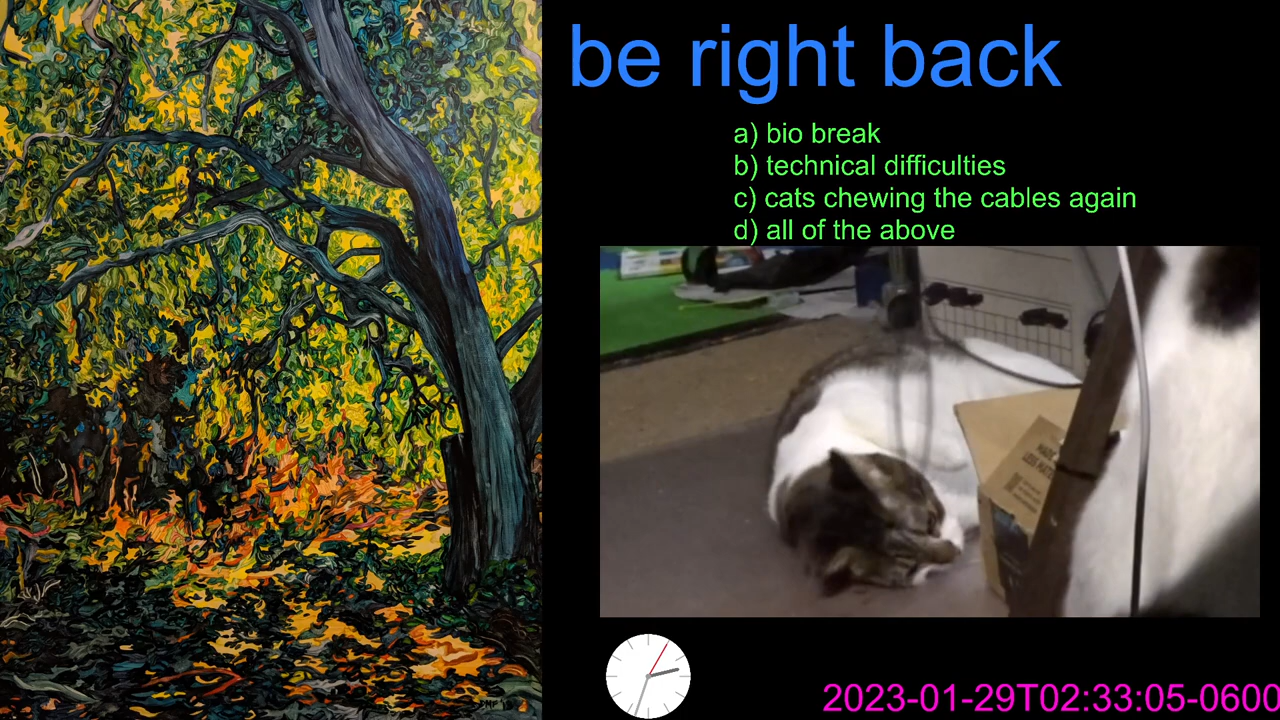 be right back
a) bio break
b) technical difficulties
c) cats chewing the cables again
d) all of the above
2023-01-29T02:33:05-0600